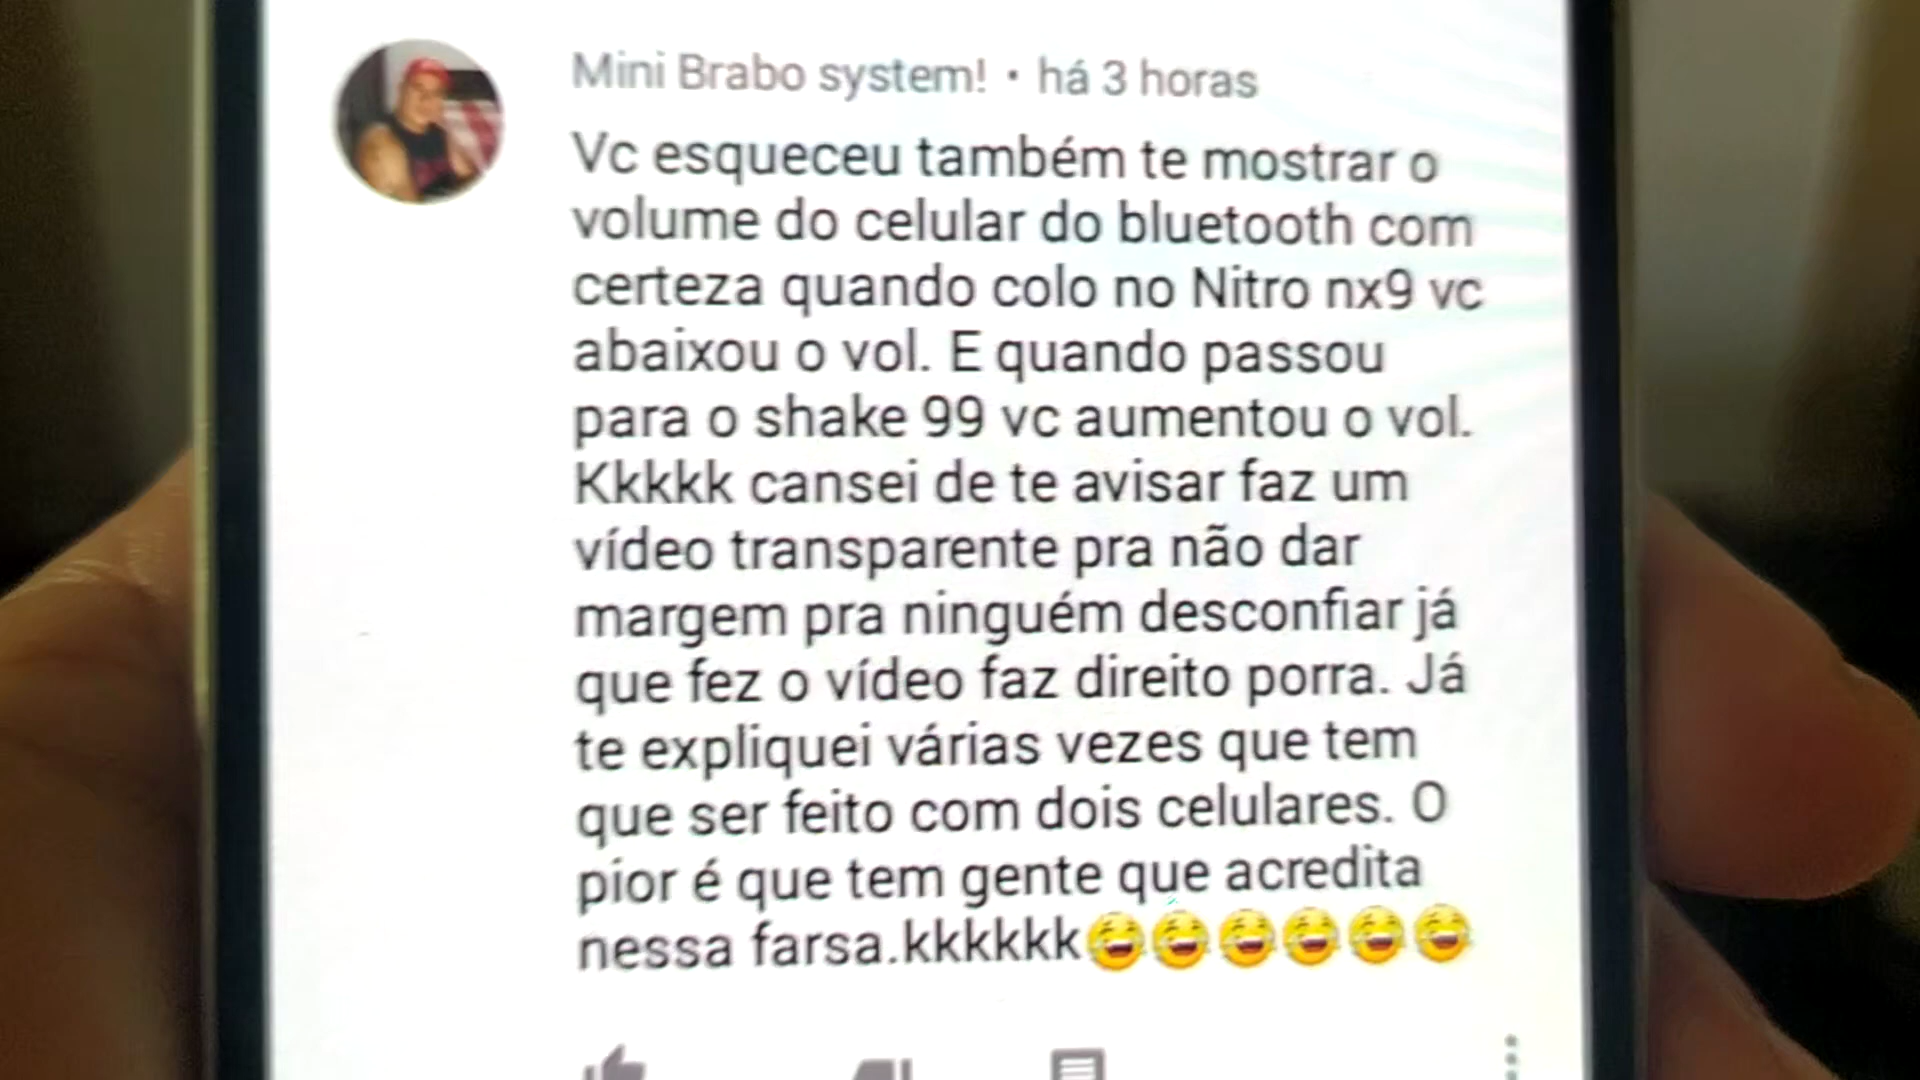 Mini Brabo system! • há 3 horas
Vc esqueceu também te mostrar o
volume do celular do bluetooth com
certeza quando colo no Nitro nx9 vc
abaixou o vol. E quando passou
para o shake 99 vc aumentou o vol.
Kkkkk cansei de te avisar faz um
vídeo transparente pra não dar
margem pra ninguém desconfiar já
que fez o vídeo faz direito porra. Já
te expliquei várias vezes que tem
que ser feito com dois celulares. O
pior é que tem gente que acredita
nessa farsa.kkkkkk😂😂😂😂😂😂